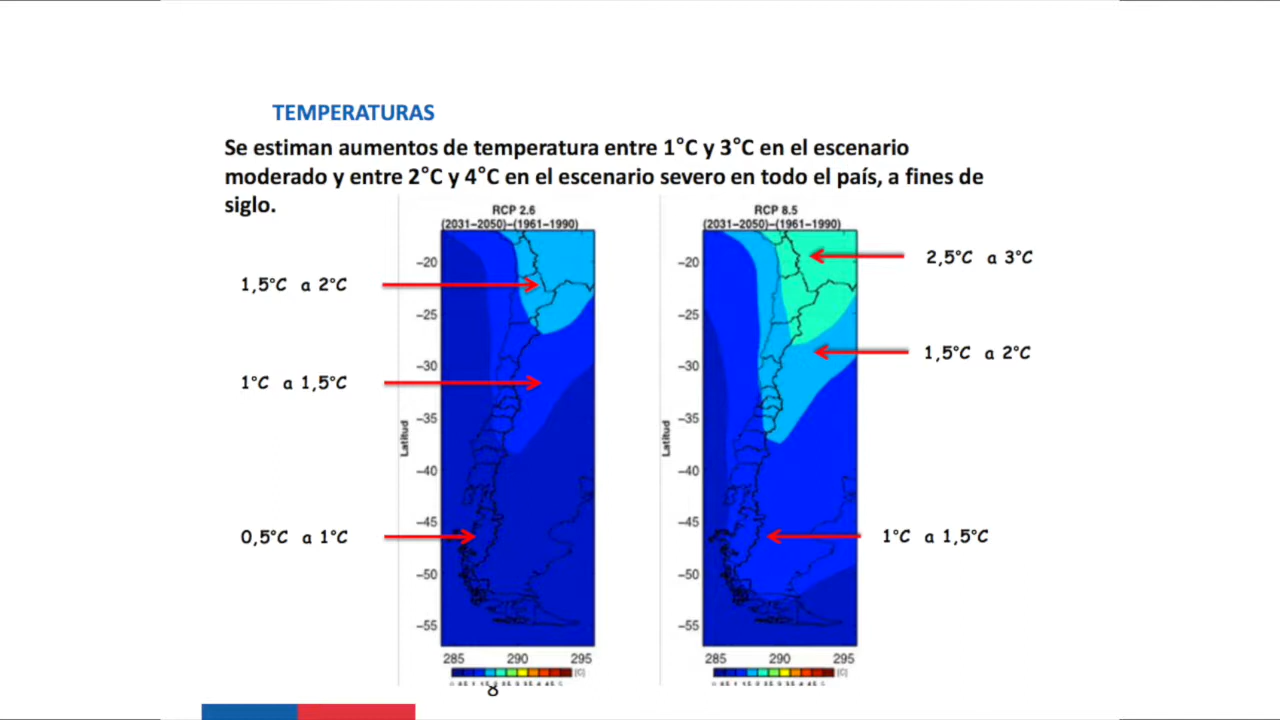 TEMPERATURAS
Se estiman aumentos de temperatura entre 1°C y 3°C en el escenario
moderado y entre 2°C y 4°C en el escenario severo en todo el país, a fines de
siglo.
RCP 2.6
(2031−2050)−(1961−1990)
−20
−25
−30
−35
−40
−45
−50
−55
Latitud
285 290 295
[C]
1,5°C a 2°C
1°C a 1,5°C
0,5°C a 1°C
RCP 8.5
(2031−2050)−(1961−1990)
−20
−25
−30
−35
−40
−45
−50
−55
Latitud
285 290 295
[C]
2,5°C a 3°C
1,5°C a 2°C
1°C a 1,5°C
8